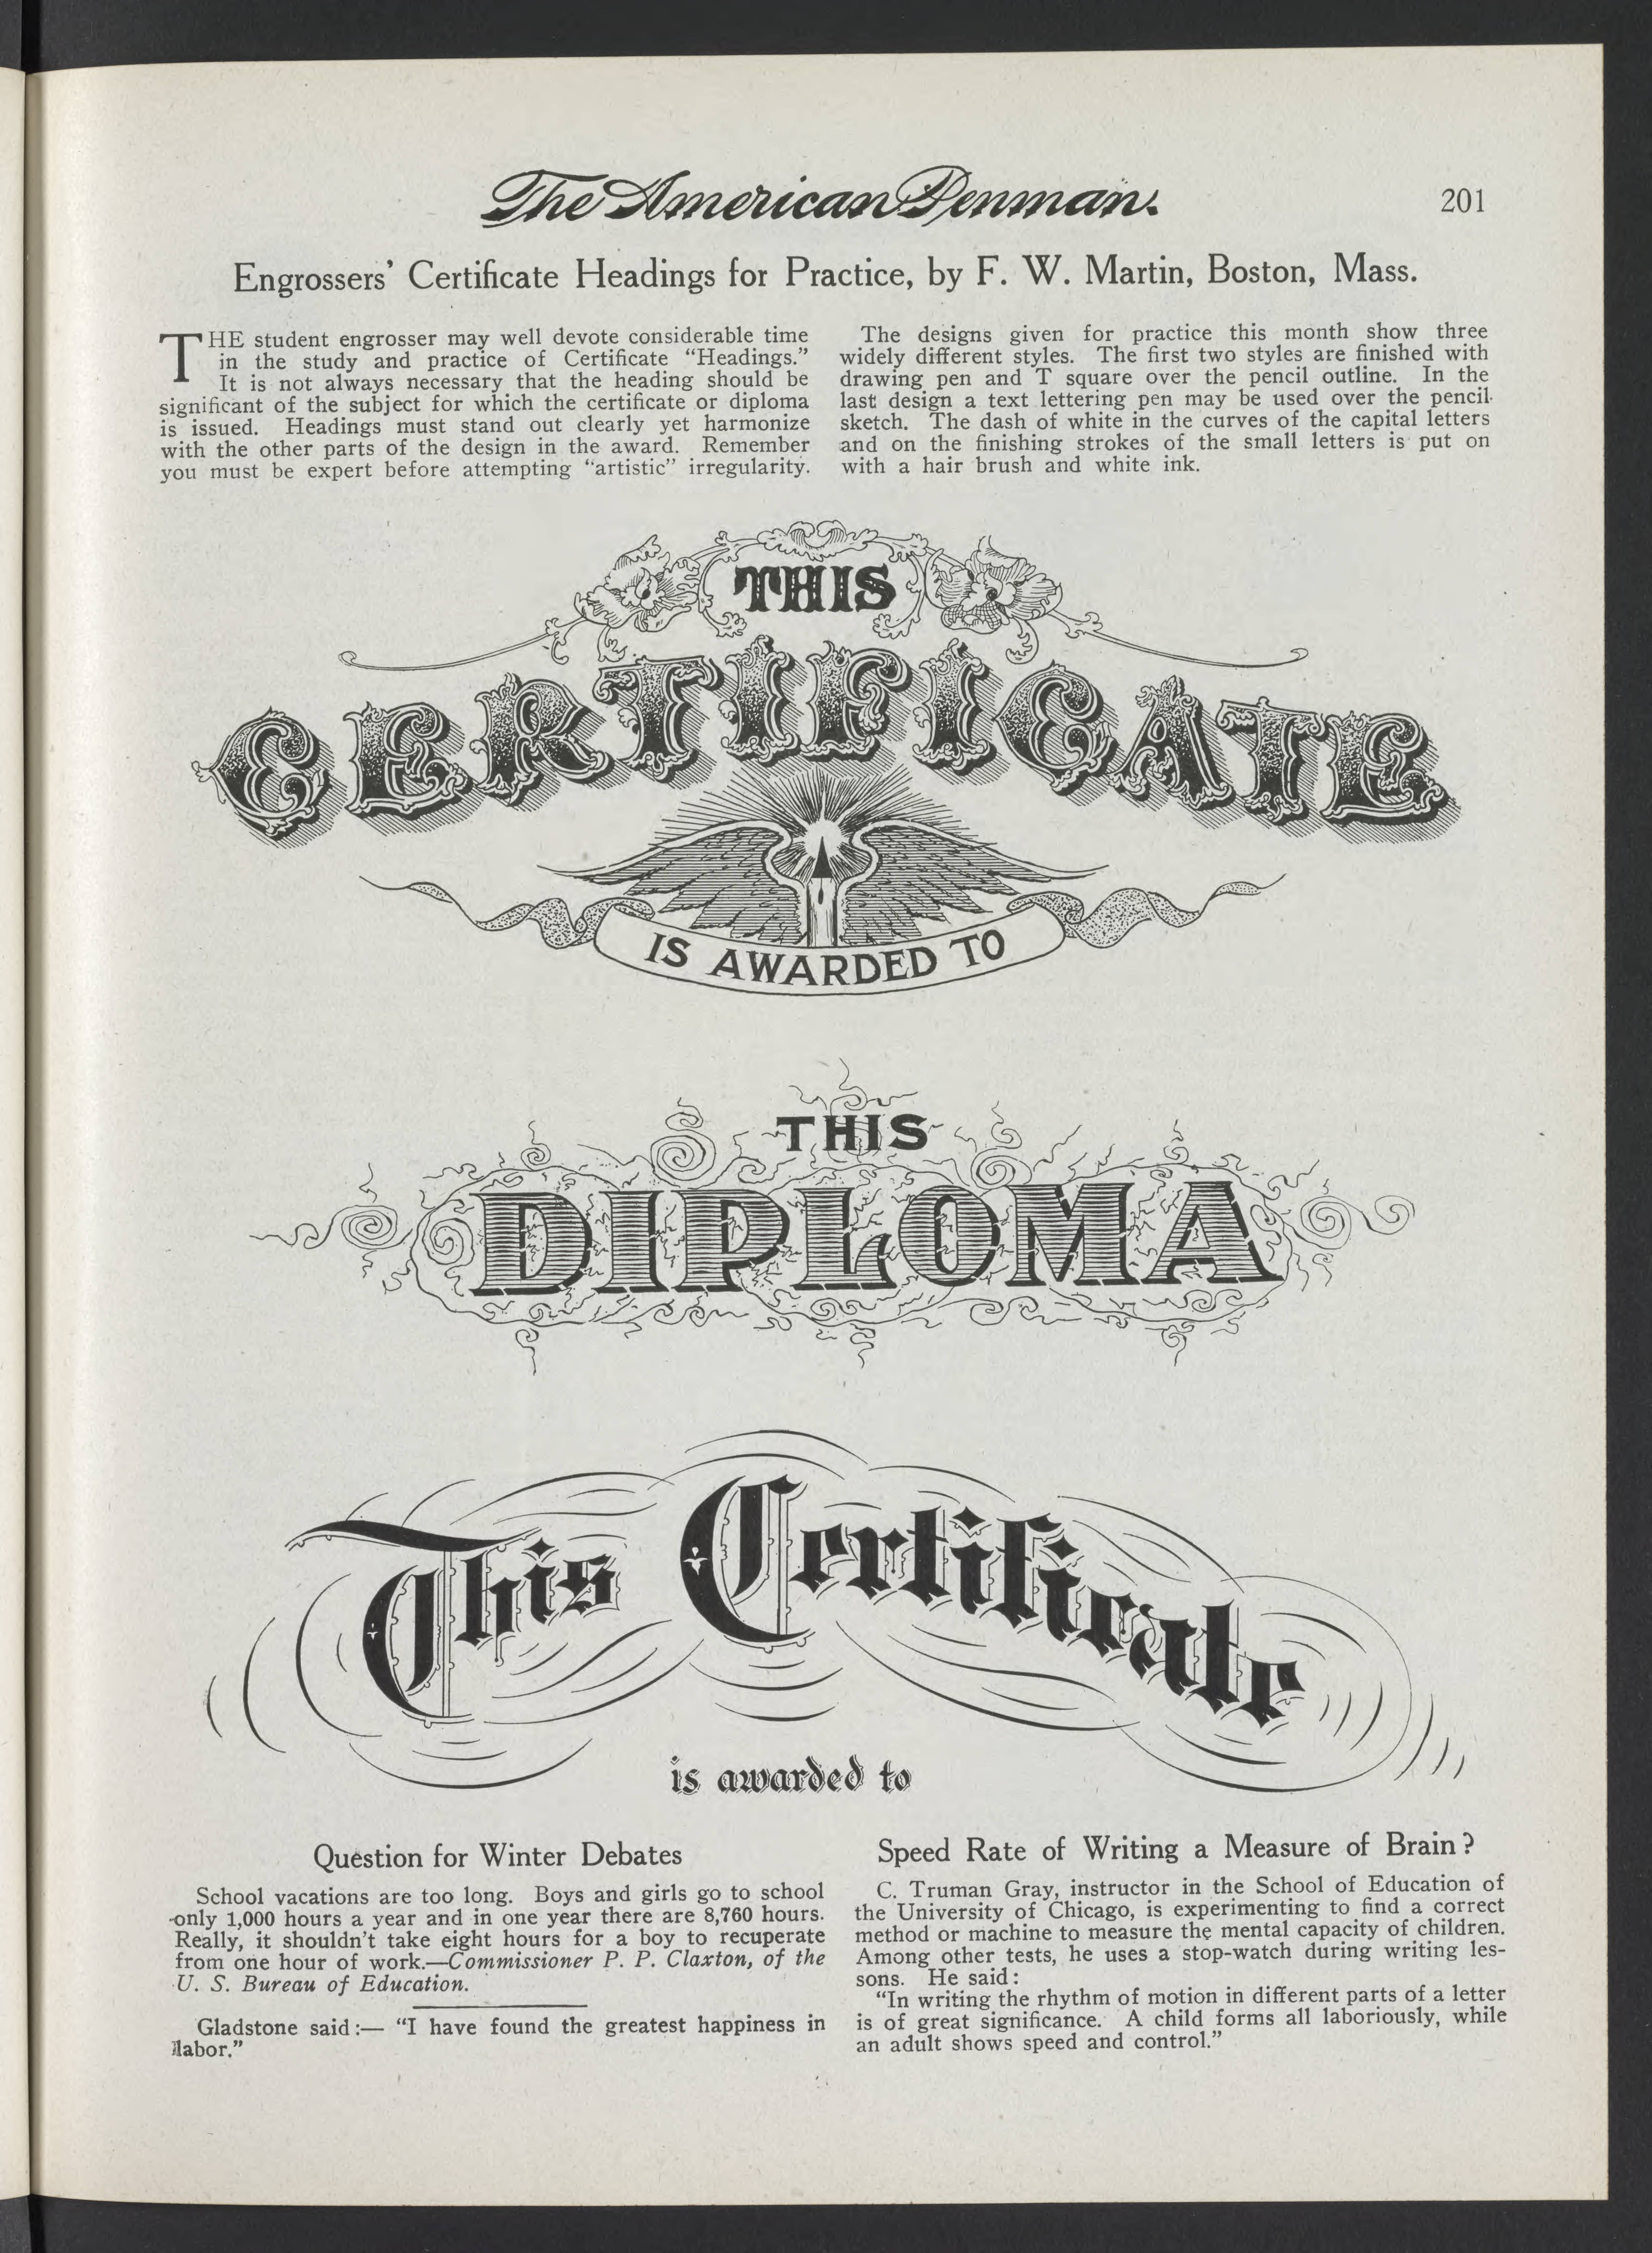 The American Penman.
201
Engrossers' Certificate Headings for Practice, by F. W. Martin, Boston, Mass.
THE student engrosser may well devote considerable time
in the study and practice of Certificate “Headings.”
It is not always necessary that the heading should be
significant of the subject for which the certificate or diploma
is issued. Headings must stand out clearly yet harmonize
with the other parts of the design in the award. Remember
you must be expert before attempting “artistic” irregularity.
The designs given for practice this month show three
widely different styles. The first two styles are finished with
drawing pen and T square over the pencil outline. In the
last design a text lettering pen may be used over the pencil
sketch. The dash of white in the curves of the capital letters
and on the finishing strokes of the small letters is put on
with a hair brush and white ink.
THIS
CERTIFICATE
IS AWARDED TO
THIS
DIPLOMA
This Certificate
is awarded to
Question for Winter Debates
School vacations are too long. Boys and girls go to school
only 1,000 hours a year and in one year there are 8,760 hours.
Really, it shouldn't take eight hours for a boy to recuperate
from one hour of work.—Commissioner P. P. Claxton, of the
U. S. Bureau of Education.
Gladstone said:— “I have found the greatest happiness in
labor.”
Speed Rate of Writing a Measure of Brain?
C. Truman Gray, instructor in the School of Education of
the University of Chicago, is experimenting to find a correct
method or machine to measure the mental capacity of children.
Among other tests, he uses a stop-watch during writing les-
sons. He said:
“In writing the rhythm of motion in different parts of a letter
is of great significance. A child forms all laboriously, while
an adult shows speed and control.”